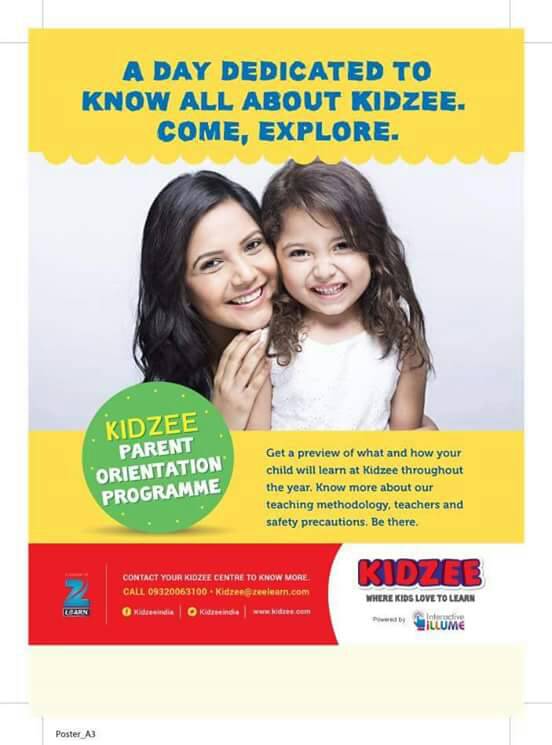 A DAY DEDICATED TO
KNOW ALL ABOUT KIDZEE.
COME, EXPLORE.
KIDZEE
PARENT
ORIENTATION
PROGRAMME
Get a preview of what and how your
child will learn at Kidzee throughout
the year. Know more about our
teaching methodology, teachers and
safety precautions. Be there.
Z
LEARN
CONTACT YOUR KIDZEE CENTRE TO KNOW MORE.
CALL 09320063100 • Kidzee@zeelearn.com
Kidzeeindia | Kidzeeindia | www.kidzee.com
KIDZEE
WHERE KIDS LOVE TO LEARN
Powered by Interactive
iLLUME
Poster_A3